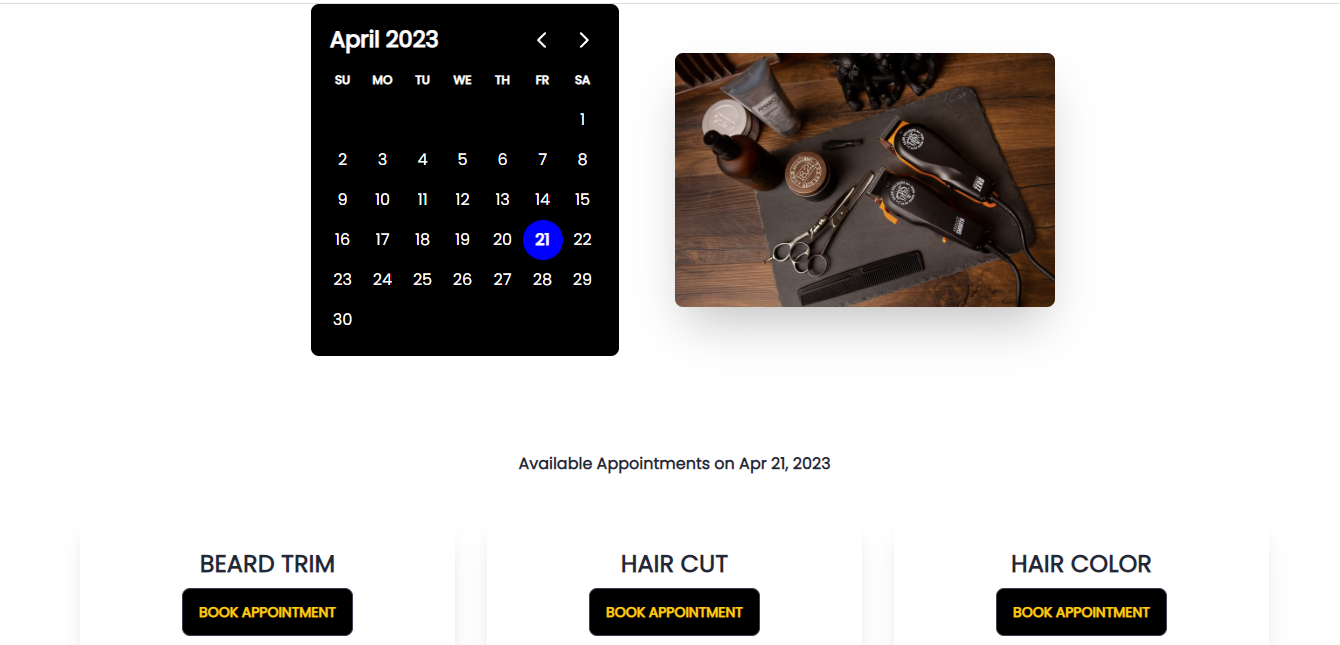 April 2023
SU MO TU WE TH FR SA
1
2 3 4 5 6 7 8
9 10 11 12 13 14 15
16 17 18 19 20 21 22
23 24 25 26 27 28 29
30
Available Appointments on Apr 21, 2023
BEARD TRIM HAIR CUT HAIR COLOR
BOOK APPOINTMENT BOOK APPOINTMENT BOOK APPOINTMENT